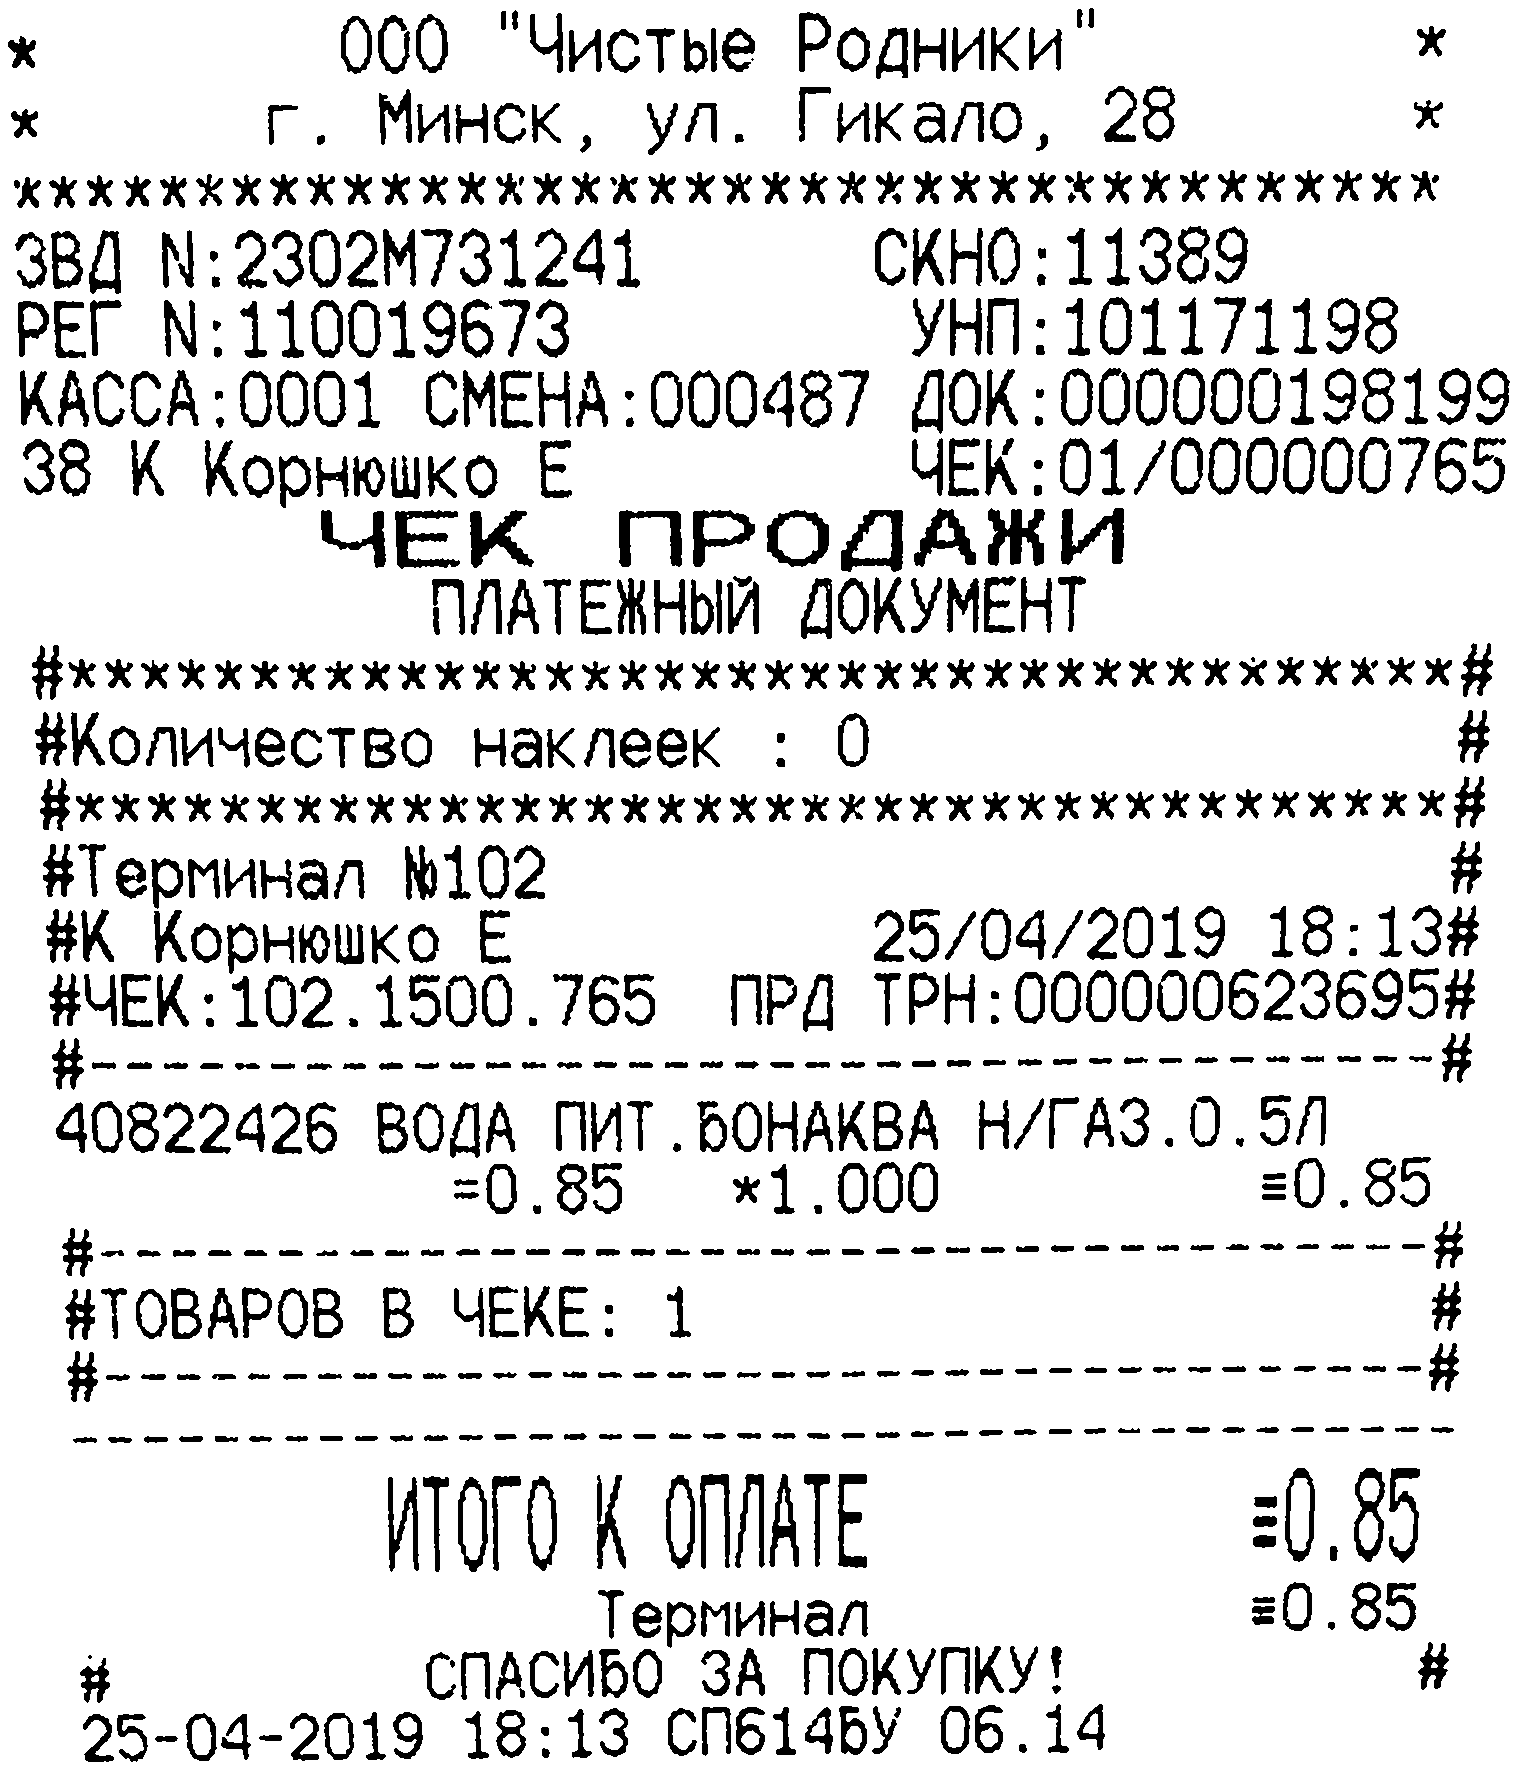 * ООО "Чистые Родники" *
* г. Минск, ул. Гикало, 28 *
***************************************
ЗВД N:2302М731241 СКНО:11389
РЕГ N:110019673 УНП:101171198
КАССА:0001 СМЕНА:000487 ДОК:000000198199
38 К Корнюшко Е ЧЕК:01/000000765
ЧЕК ПРОДАЖИ
ПЛАТЕЖНЫЙ ДОКУМЕНТ
#**************************************#
#Количество наклеек : 0 #
#**************************************#
#Терминал №102 #
#К Корнюшко Е 25/04/2019 18:13#
#ЧЕК:102.1500.765 ПРД ТРН:000000623695#
#--------------------------------------#
40822426 ВОДА ПИТ.БОНАКВА Н/ГАЗ.0.5Л
=0.85 *1.000 ≡0.85
#--------------------------------------#
#ТОВАРОВ В ЧЕКЕ: 1 #
#--------------------------------------#
---------------------------------------
ИТОГО К ОПЛАТЕ ≡0.85
Терминал ≡0.85
# СПАСИБО ЗА ПОКУПКУ! #
25-04-2019 18:13 СП614БУ 06.14